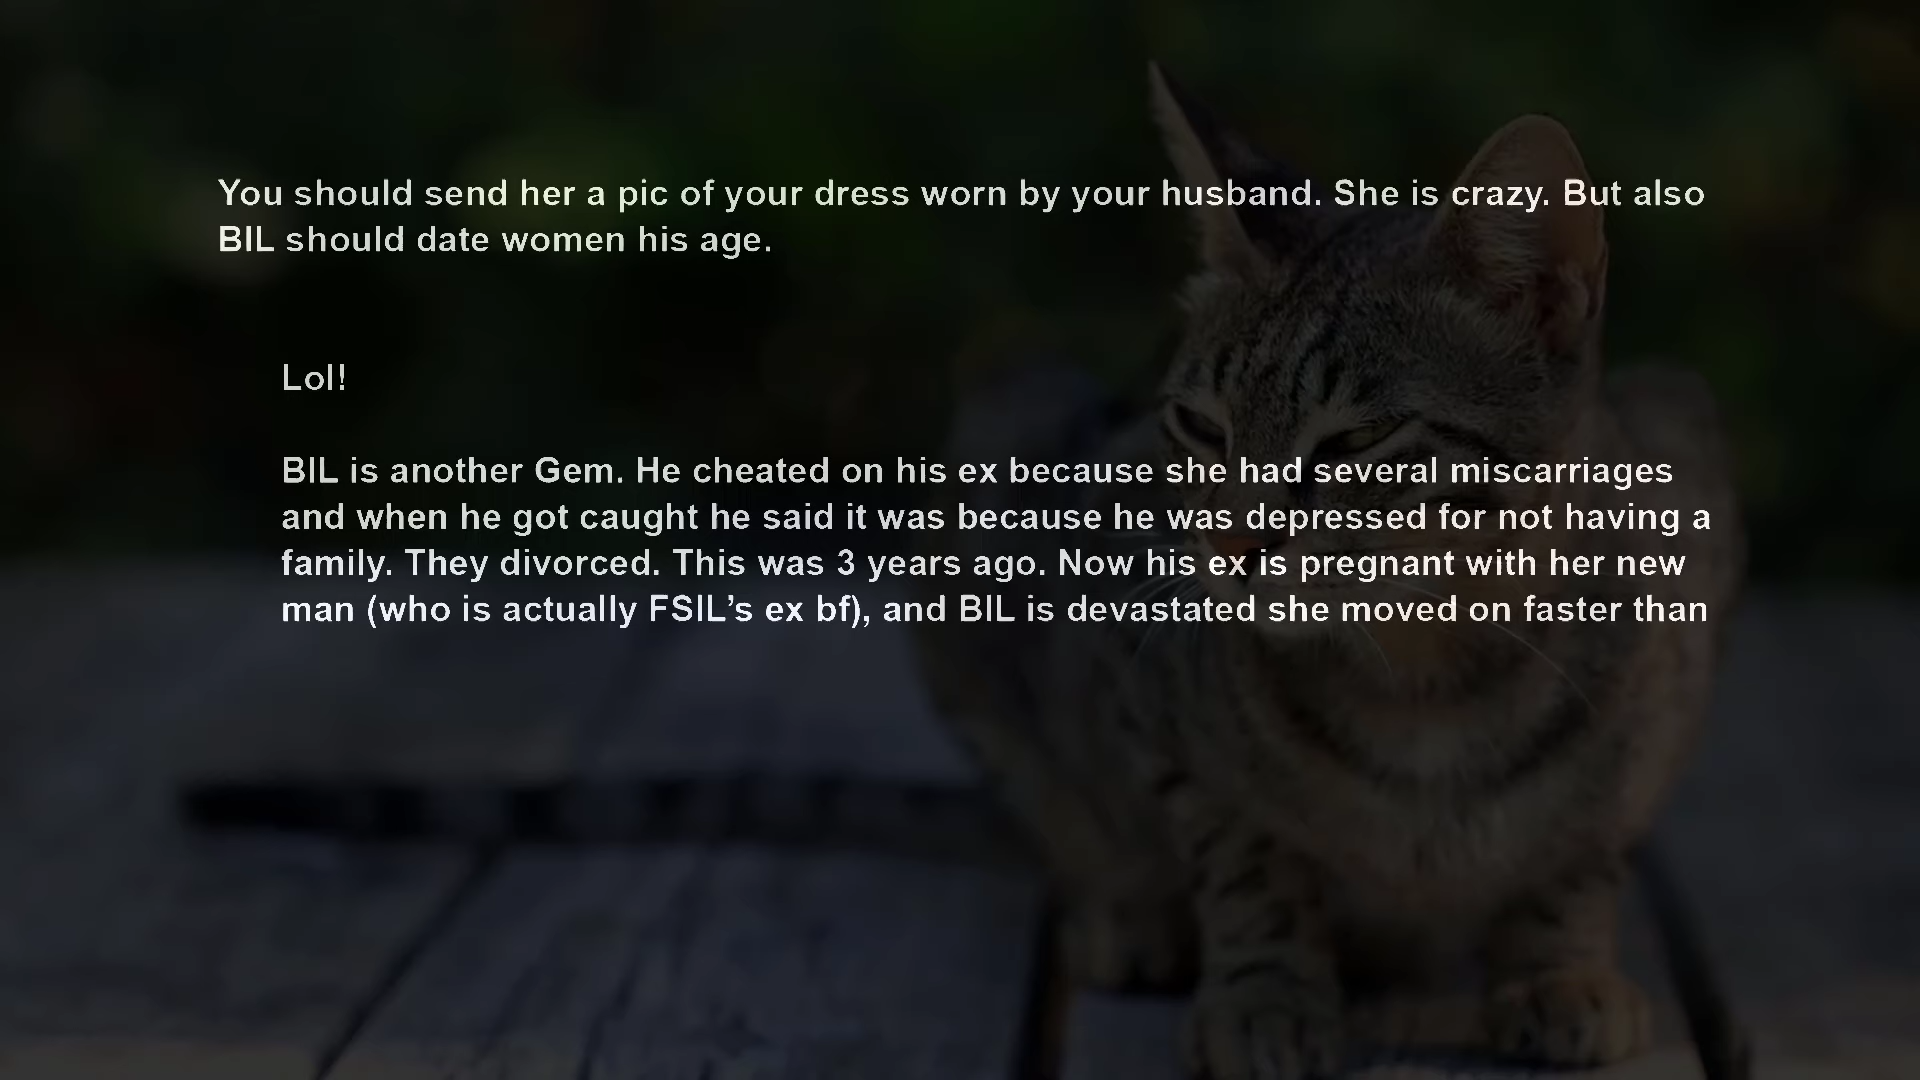 You should send her a pic of your dress worn by your husband. She is crazy. But also
BIL should date women his age.
Lol!
BIL is another Gem. He cheated on his ex because she had several miscarriages
and when he got caught he said it was because he was depressed for not having a
family. They divorced. This was 3 years ago. Now his ex is pregnant with her new
man (who is actually FSIL’s ex bf), and BIL is devastated she moved on faster than